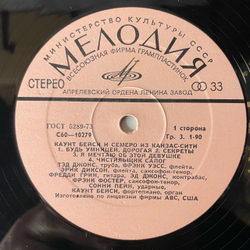 МИНИСТЕРСТВО КУЛЬТУРЫ СССР
МЕЛОДИЯ
ВСЕСОЮЗНАЯ ФИРМА ГРАМПЛАСТИНОК
СТЕРЕО
33
АПРЕЛЕВСКИЙ ОРДЕНА ЛЕНИНА ЗАВОД
ГОСТ 5289-73
1 сторона
С60—10279
Гр. 3. 1-90
КАУНТ БЕЙСИ И СЕМЕРО ИЗ КАНЗАС-СИТИ
1. БУДЬ УМНИЦЕЙ, ДОРОГАЯ 2. СЕКРЕТЫ
3. Я МЕЧТАЮ ОБ ЭТОЙ ДЕВУШКЕ
4. ЧИСТИЛЬЩИК САПОГ
ТЭД ДЖОНС, труба, ФРЭНК УЭСС, флейта,
ЭРИК ДИКСОН, флейта, саксофон-тенор,
ФРЕДДИ ГРИН, гитара, ЭД ДЖОНС, контрабас,
ФРЭНК ФОСТЕР, саксофон-тенор,
СОННИ ПЕЙН, ударные,
КАУНТ БЕЙСИ, фортепиано, орган
Изготовлено по лицензии фирмы АВС, США